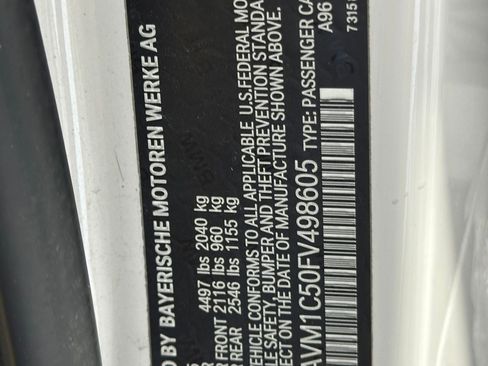 D BY BAYERISCHE MOTOREN WERKE AG
4497 lbs 2040 kg
R FRONT 2116 lbs 960 kg
R REAR 2546 lbs 1155 kg
VEHICLE CONFORMS TO ALL APPLICABLE U.S. FEDERAL MOT
LE SAFETY, BUMPER AND THEFT PREVENTION STANDA
ON THE DATE OF MANUFACTURE SHOWN ABOVE.
AVM1C50FV498605 TYPE: PASSENGER CA
A96
7315